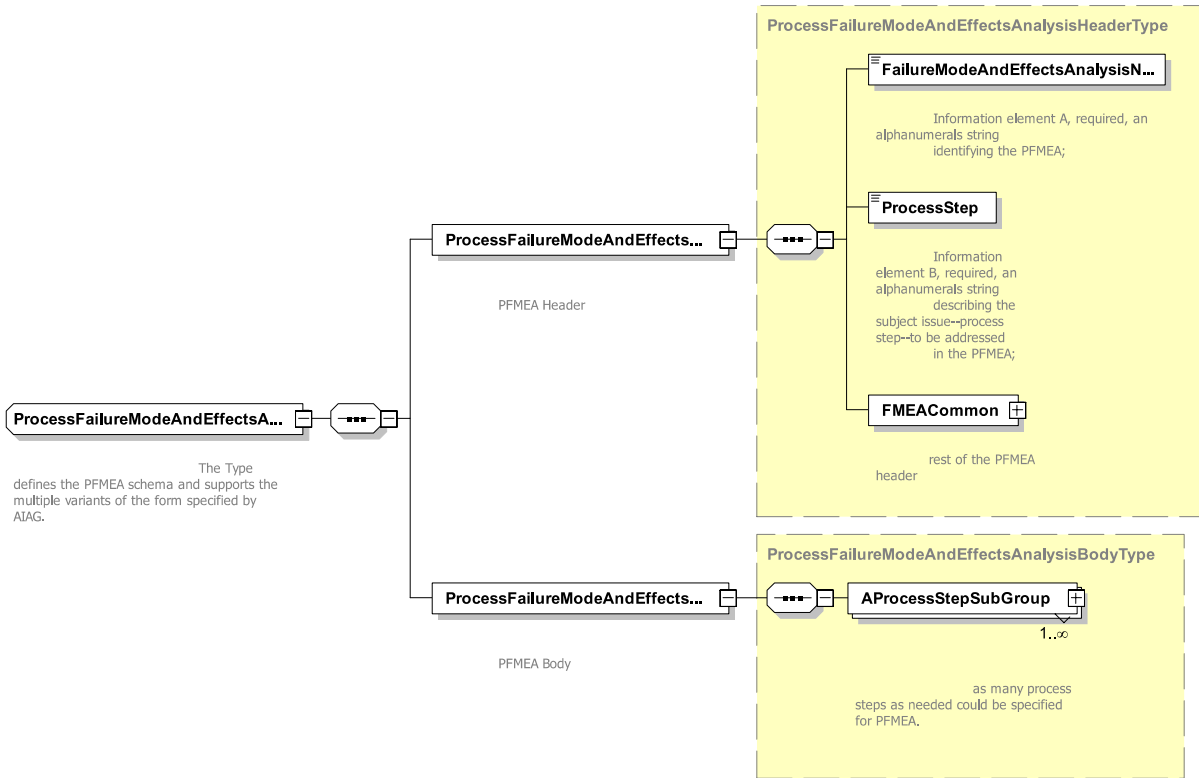 ProcessFailureModeAndEffectsAnalysisHeaderType
FailureModeAndEffectsAnalysisN...
Information element A, required, an
alphanumerals string
identifying the PFMEA;
ProcessStep
Information
element B, required, an
alphanumerals string
describing the
subject issue--process
step--to be addressed
in the PFMEA;
ProcessFailureModeAndEffects...
PFMEA Header
FMEACommon
rest of the PFMEA
header
ProcessFailureModeAndEffectsA...
The Type
defines the PFMEA schema and supports the
multiple variants of the form specified by
AIAG.
ProcessFailureModeAndEffectsAnalysisBodyType
ProcessFailureModeAndEffects...
PFMEA Body
AProcessStepSubGroup
1..∞
as many process
steps as needed could be specified
for PFMEA.